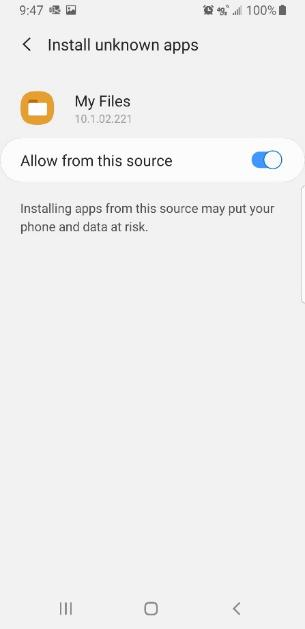 9:47 100%
Install unknown apps
My Files
10.1.02.221
Allow from this source
Installing apps from this source may put your
phone and data at risk.